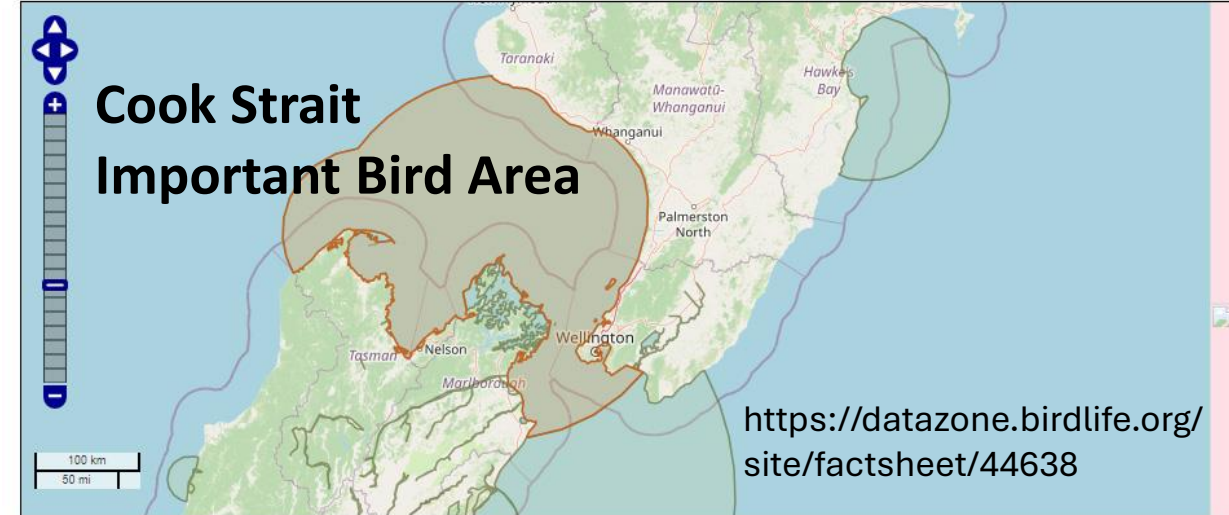 Taranaki
Hawke's
Bay
Manawatū-
Whanganui
Cook Strait
Whanganui
Important Bird Area
Palmerston
North
Wellington
Nelson
Tasman
Marlborough
https://datazone.birdlife.org/
site/factsheet/44638
100 km
50 mi